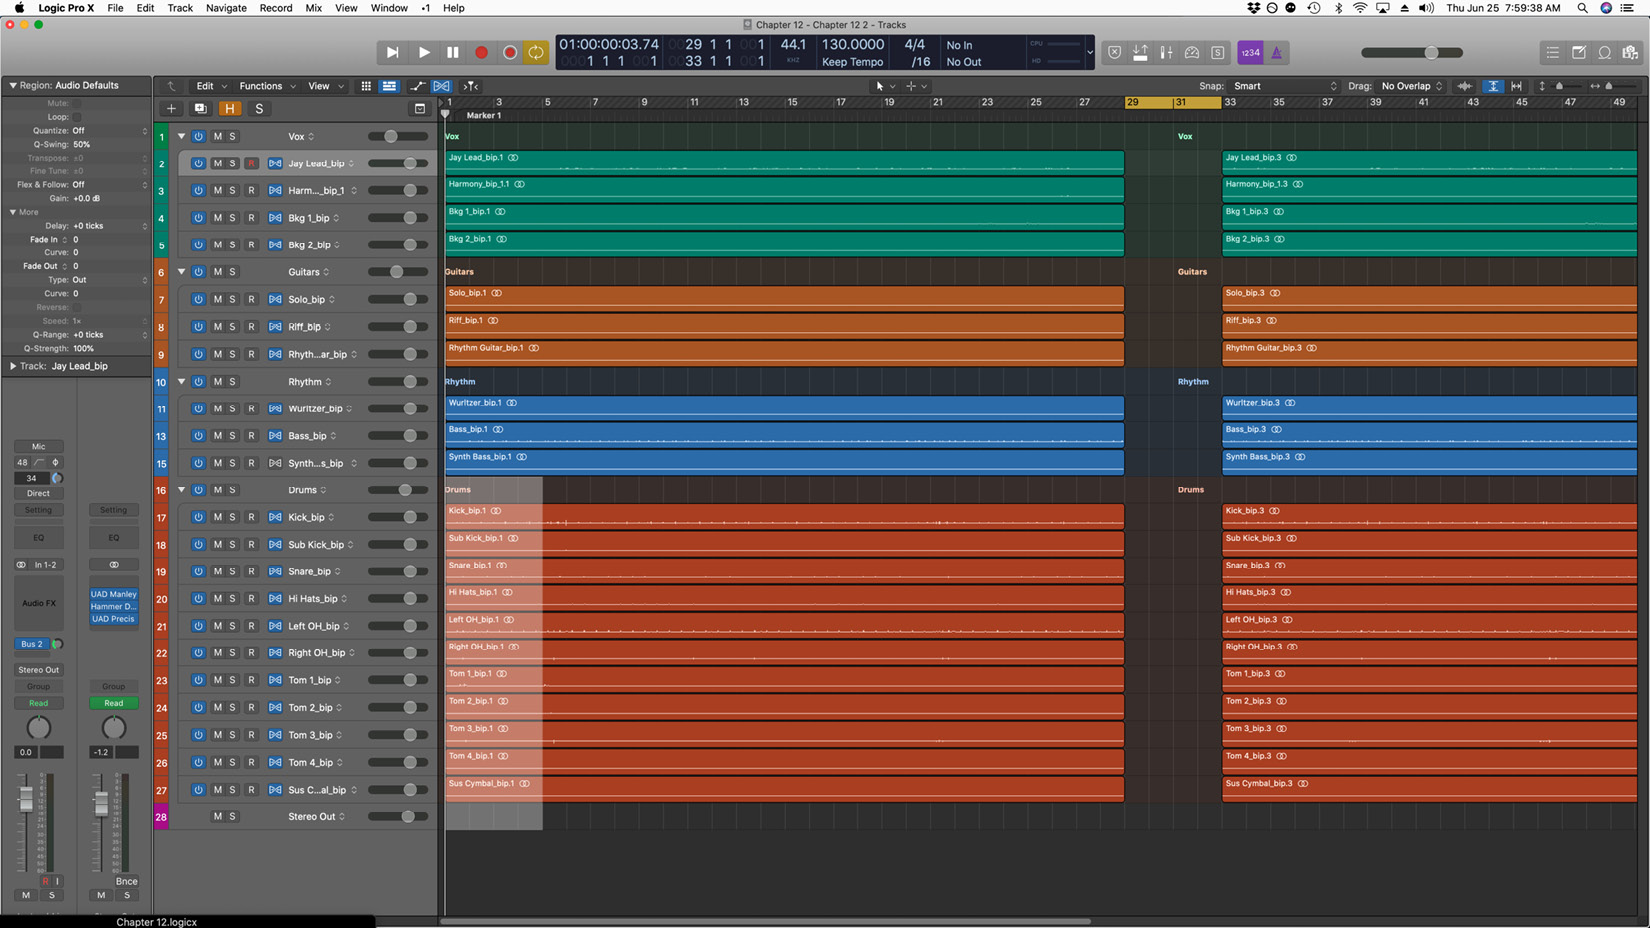 Logic Pro X File Edit Track Navigate Record Mix View Window •1 Help Thu Jun 25 7:59:38 AM
Chapter 12 - Chapter 12 2 - Tracks
01:00:00:03.74 29 1 1 001 44.1 130.0000 4/4 No In CPU
1 1 1 001 33 1 1 001 KHZ Keep Tempo /16 No Out HD
1234
Region: Audio Defaults Edit Functions View Snap: Smart Drag: No Overlap
Mute:
Loop:
Quantize: Off
Q-Swing: 50%
Transpose: ±0
Fine Tune: ±0
Flex & Follow: Off
Gain: +0.0 dB
More
Delay: +0 ticks
Fade In 0
Curve: 0
Fade Out 0
Type: Out
Curve: 0
Reverse:
Speed: 1×
Q-Range: +0 ticks
Q-Strength: 100%
Track: Jay Lead_bip
Mic
48
34
Direct
Setting Setting
EQ EQ
In 1-2
Audio FX
UAD Manley
Hammer D...
UAD Precis
Bus 2
Stereo Out
Group Group
Read Read
0.0 -1.2
R I Bnce
M S M S
H S
1 3 5 7 9 11 13 15 17 19 21 23 25 27 29 31 33 35 37 39 41 43 45 47 49
Marker 1
1 M S Vox Vox Vox
2 M S R Jay Lead_bip Jay Lead_bip.1 Jay Lead_bip.3
3 M S R Harm..._bip_1 Harmony_bip_1.1 Harmony_bip_1.3
4 M S R Bkg 1_bip Bkg 1_bip.1 Bkg 1_bip.3
5 M S R Bkg 2_bip Bkg 2_bip.1 Bkg 2_bip.3
6 M S Guitars Guitars Guitars
7 M S R Solo_bip Solo_bip.1 Solo_bip.3
8 M S R Riff_bip Riff_bip.1 Riff_bip.3
9 M S R Rhyth...ar_bip Rhythm Guitar_bip.1 Rhythm Guitar_bip.3
10 M S Rhythm Rhythm Rhythm
11 M S R Wurltzer_bip Wurltzer_bip.1 Wurltzer_bip.3
13 M S R Bass_bip Bass_bip.1 Bass_bip.3
15 M S R Synth...s_bip Synth Bass_bip.1 Synth Bass_bip.3
16 M S Drums Drums Drums
17 M S R Kick_bip Kick_bip.1 Kick_bip.3
18 M S R Sub Kick_bip Sub Kick_bip.1 Sub Kick_bip.3
19 M S R Snare_bip Snare_bip.1 Snare_bip.3
20 M S R Hi Hats_bip Hi Hats_bip.1 Hi Hats_bip.3
21 M S R Left OH_bip Left OH_bip.1 Left OH_bip.3
22 M S R Right OH_bip Right OH_bip.1 Right OH_bip.3
23 M S R Tom 1_bip Tom 1_bip.1 Tom 1_bip.3
24 M S R Tom 2_bip Tom 2_bip.1 Tom 2_bip.3
25 M S R Tom 3_bip Tom 3_bip.1 Tom 3_bip.3
26 M S R Tom 4_bip Tom 4_bip.1 Tom 4_bip.3
27 M S R Sus C...al_bip Sus Cymbal_bip.1 Sus Cymbal_bip.3
28 M S Stereo Out
Chapter 12.logicx